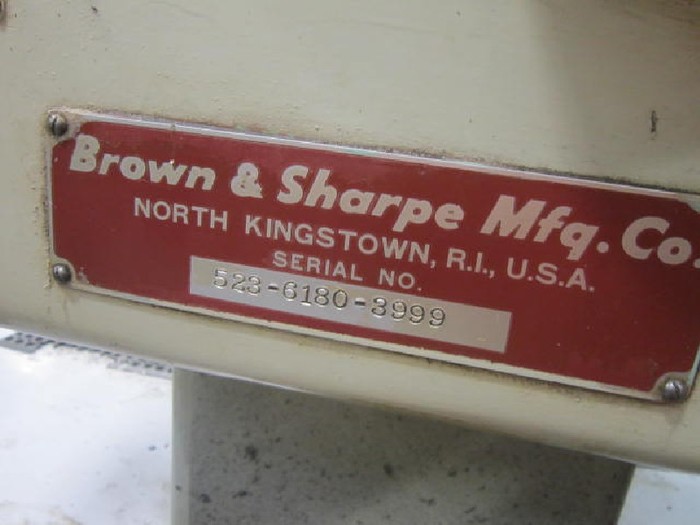 Brown & Sharpe Mfg. Co.
NORTH KINGSTOWN, R.I., U.S.A.
SERIAL NO.
523-6180-3999